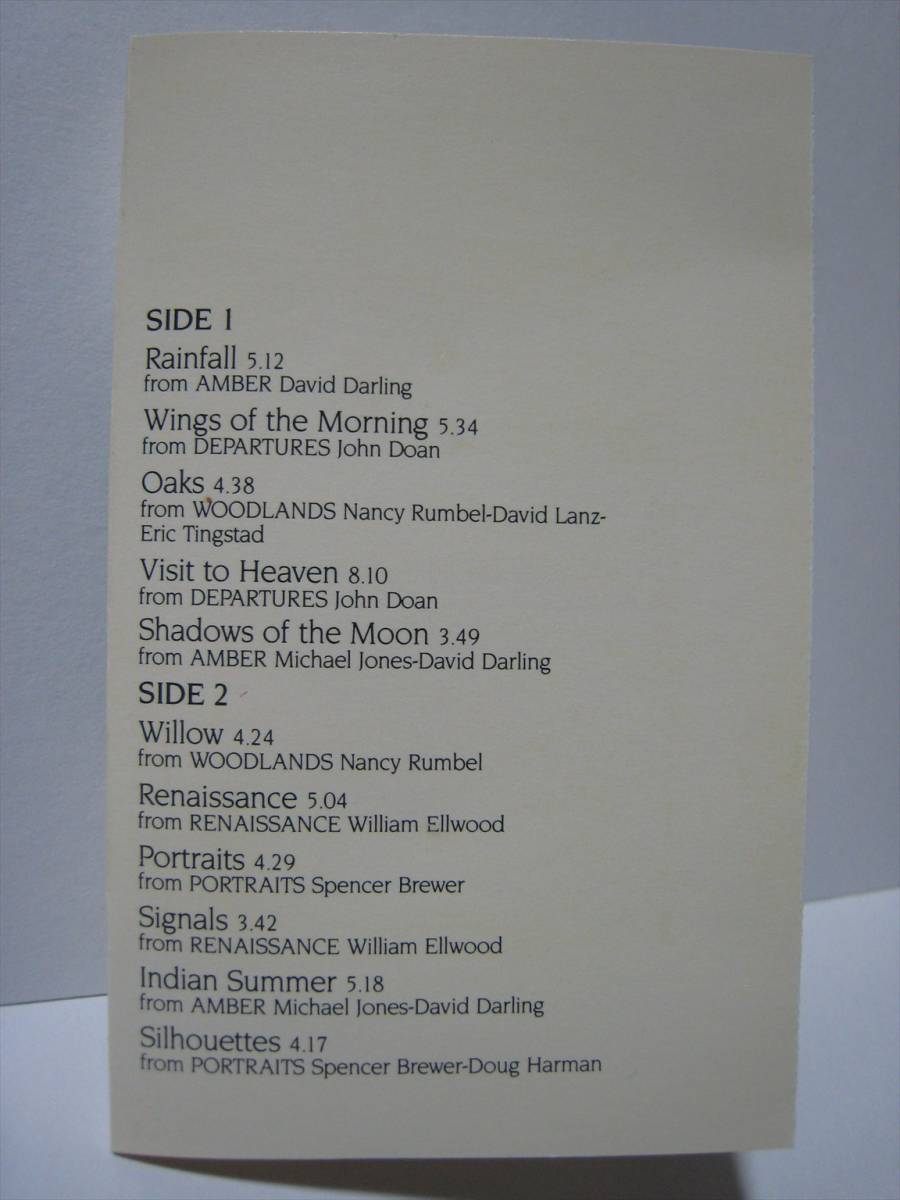 SIDE 1
Rainfall 5.12
from AMBER David Darling
Wings of the Morning 5.34
from DEPARTURES John Doan
Oaks 4.38
from WOODLANDS Nancy Rumbel-David Lanz-
Eric Tingstad
Visit to Heaven 8.10
from DEPARTURES John Doan
Shadows of the Moon 3.49
from AMBER Michael Jones-David Darling
SIDE 2
Willow 4.24
from WOODLANDS Nancy Rumbel
Renaissance 5.04
from RENAISSANCE William Ellwood
Portraits 4.29
from PORTRAITS Spencer Brewer
Signals 3.42
from RENAISSANCE William Ellwood
Indian Summer 5.18
from AMBER Michael Jones-David Darling
Silhouettes 4.17
from PORTRAITS Spencer Brewer-Doug Harman